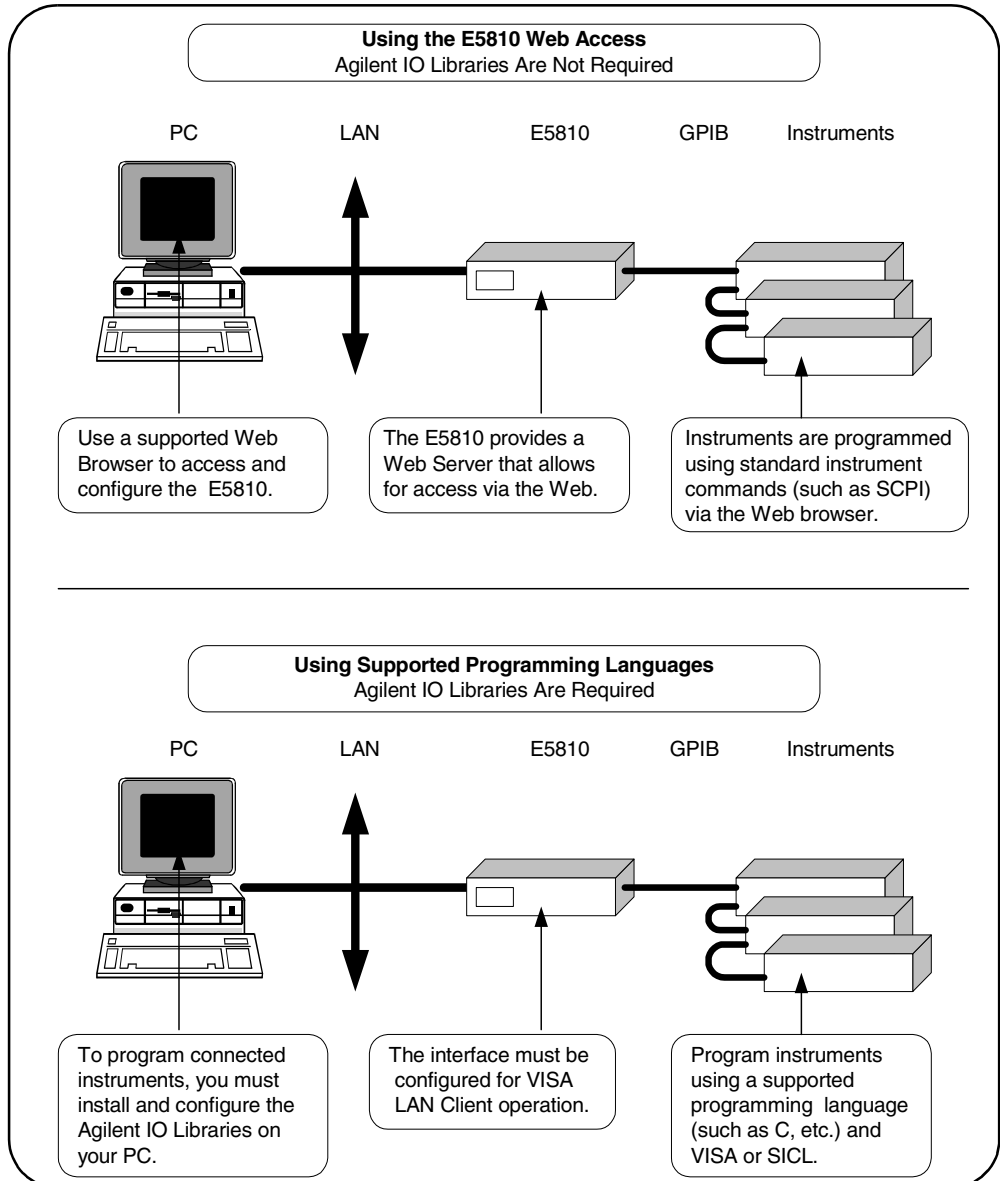 Using the E5810 Web Access
Agilent IO Libraries Are Not Required
PC LAN E5810 GPIB Instruments
Use a supported Web
Browser to access and
configure the E5810.
The E5810 provides a
Web Server that allows
for access via the Web.
Instruments are programmed
using standard instrument
commands (such as SCPI)
via the Web browser.
Using Supported Programming Languages
Agilent IO Libraries Are Required
PC LAN E5810 GPIB Instruments
To program connected
instruments, you must
install and configure the
Agilent IO Libraries on
your PC.
The interface must be
configured for VISA
LAN Client operation.
Program instruments
using a supported
programming language
(such as C, etc.) and
VISA or SICL.